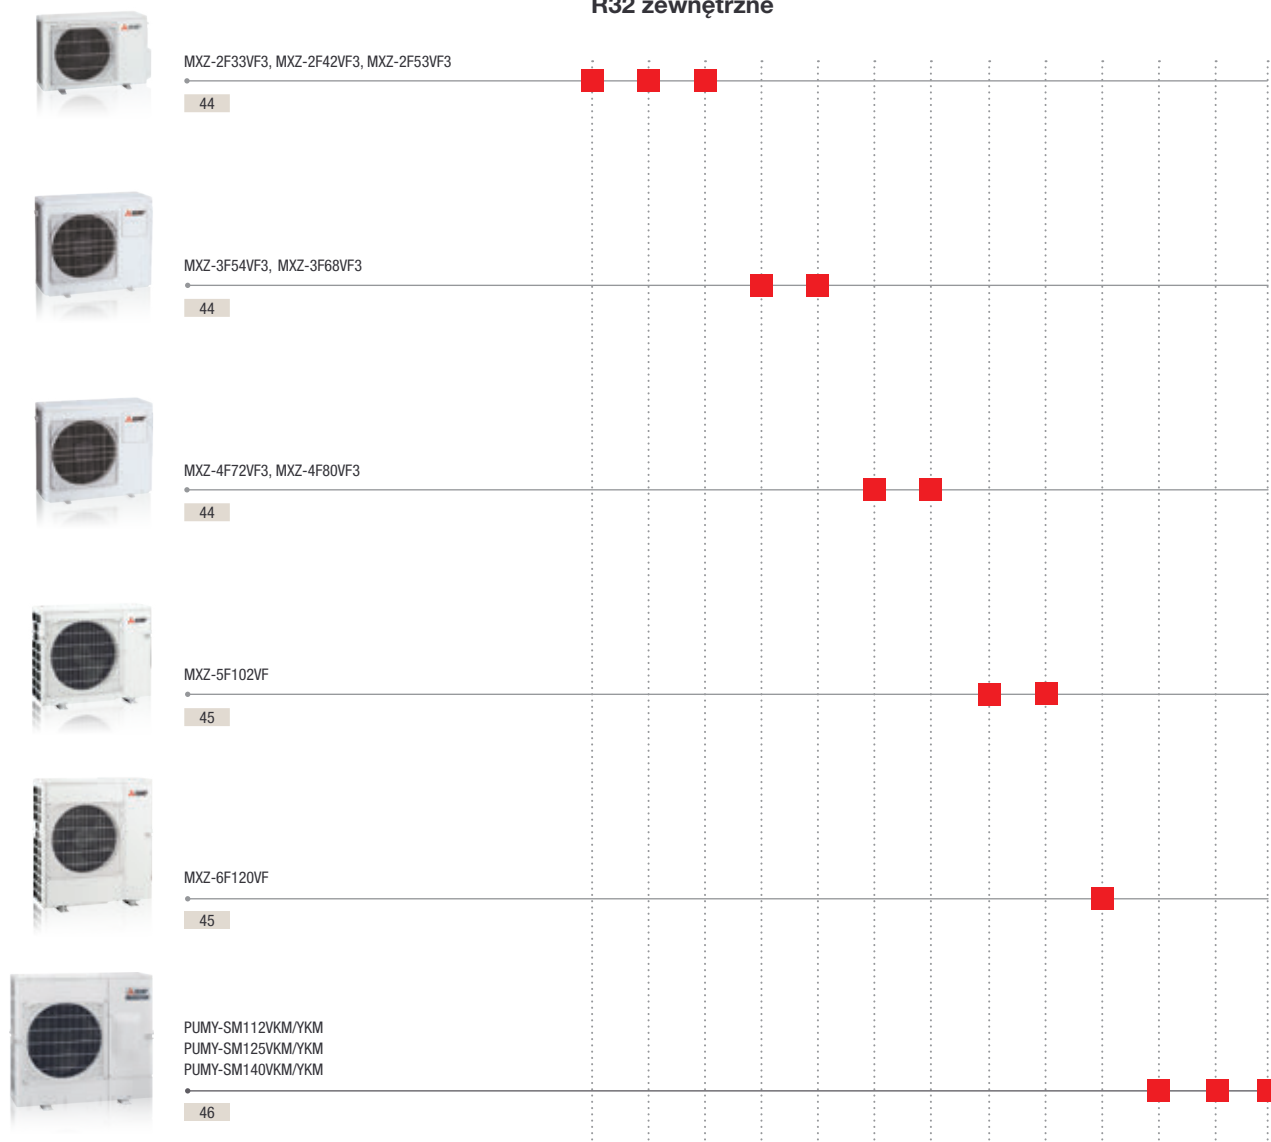 R32 zewnętrzne
MXZ-2F33VF3, MXZ-2F42VF3, MXZ-2F53VF3
44
MXZ-3F54VF3, MXZ-3F68VF3
44
MXZ-4F72VF3, MXZ-4F80VF3
44
MXZ-5F102VF
45
MXZ-6F120VF
45
PUMY-SM112VKM/YKM
PUMY-SM125VKM/YKM
PUMY-SM140VKM/YKM
46